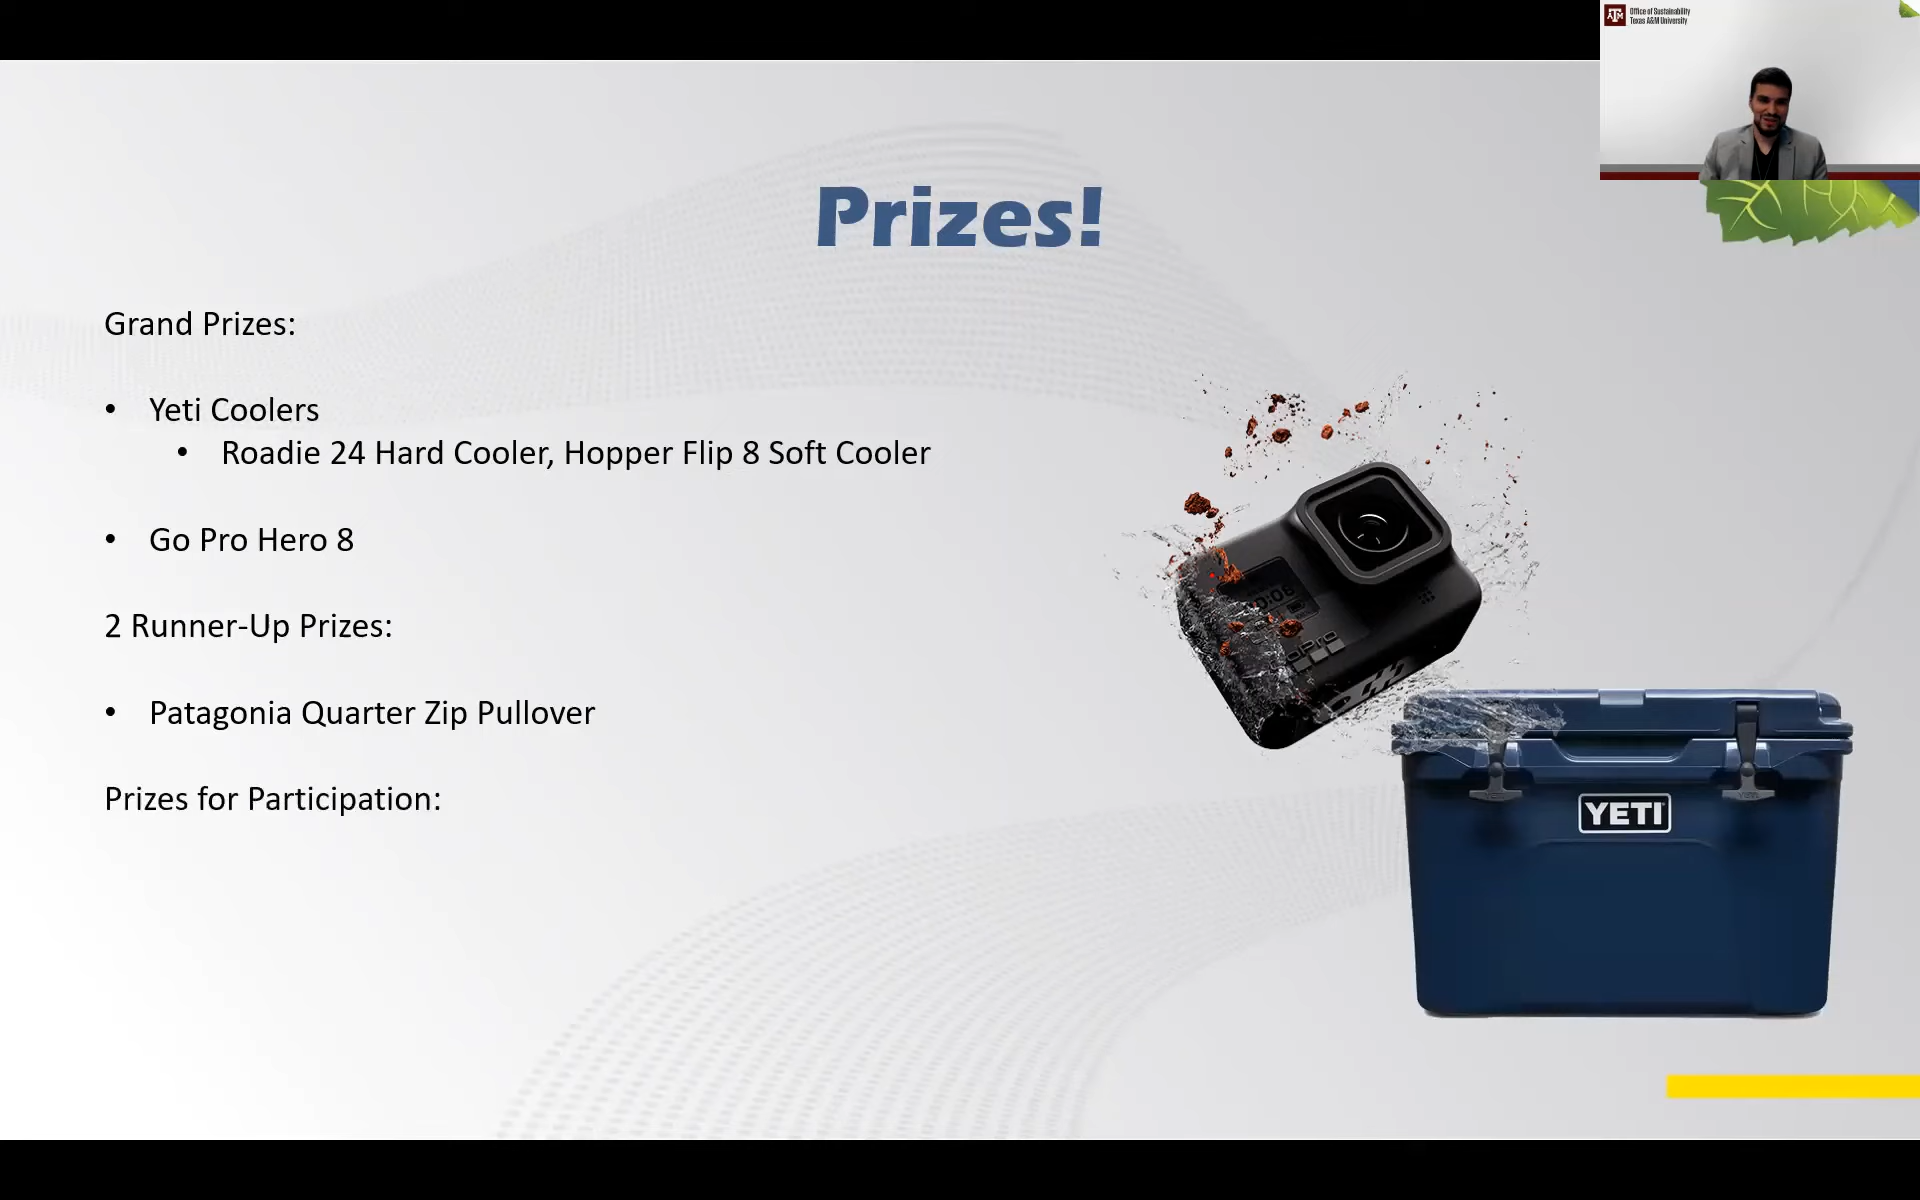 Office of Sustainability
Texas A&M University
Prizes!
Grand Prizes:
• Yeti Coolers
• Roadie 24 Hard Cooler, Hopper Flip 8 Soft Cooler
• Go Pro Hero 8
2 Runner-Up Prizes:
• Patagonia Quarter Zip Pullover
Prizes for Participation:
GoPro
YETI